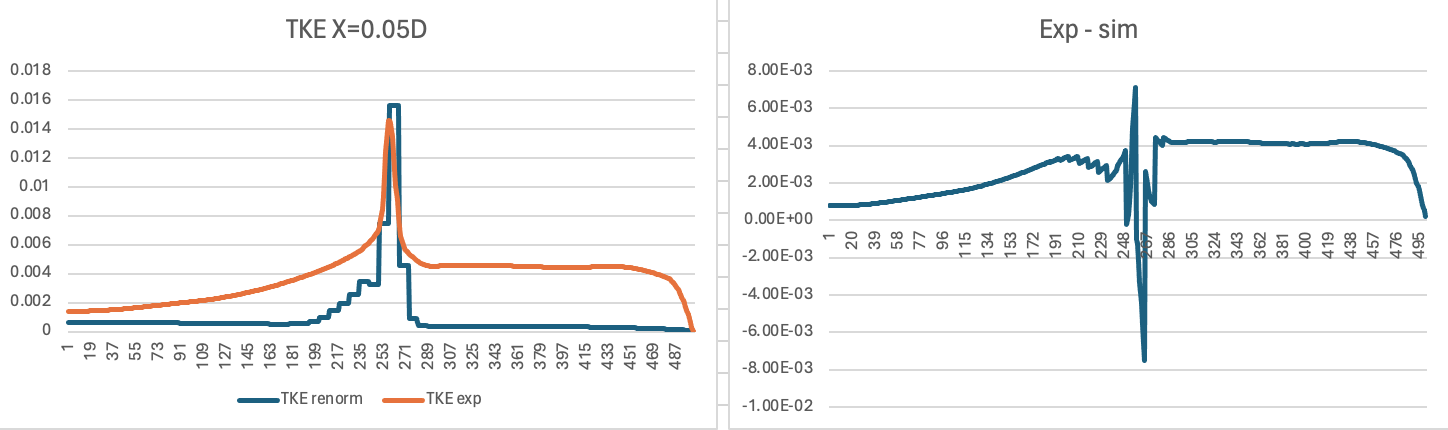 TKE X=0.05D
0.018
0.016
0.014
0.012
0.01
0.008
0.006
0.004
0.002
0
1 19 37 55 73 91 109 127 145 163 181 199 217 235 253 271 289 307 325 343 361 379 397 415 433 451 469 487
TKE renorm TKE exp
Exp - sim
8.00E-03
6.00E-03
4.00E-03
2.00E-03
0.00E+00
1 20 39 58 77 96 115 134 153 172 191 210 229 248 267 286 305 324 343 362 381 400 419 438 457 476 495
-2.00E-03
-4.00E-03
-6.00E-03
-8.00E-03
-1.00E-02